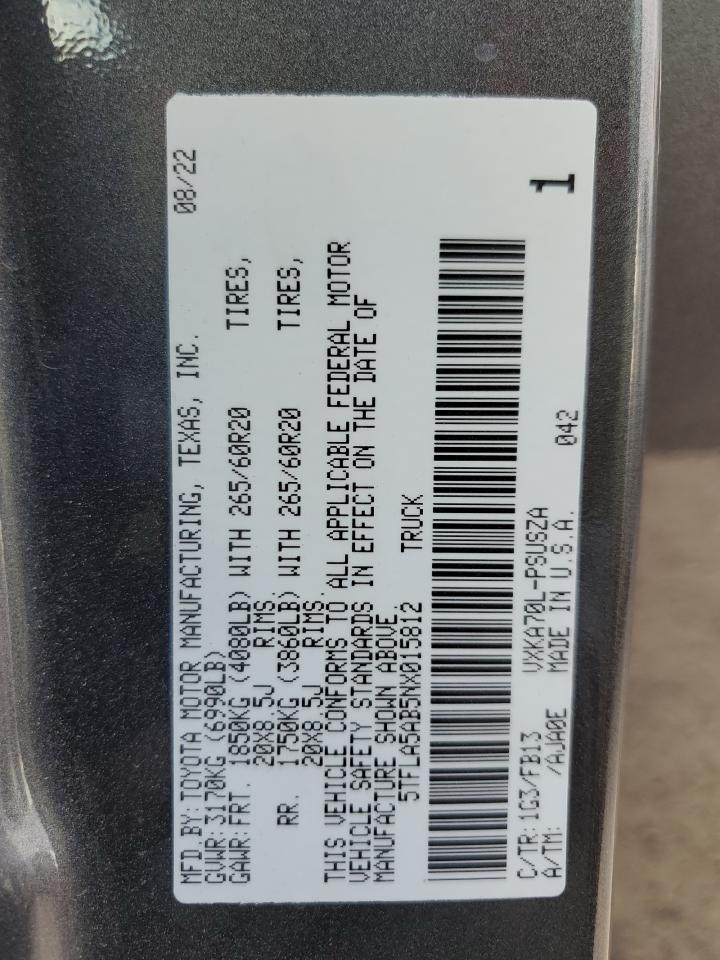 MFD.BY:TOYOTA MOTOR MANUFACTURING, TEXAS, INC. 08/22
GVWR:3170KG (6990LB)
GAWR:FRT. 1850KG (4080LB) WITH 265/60R20 TIRES,
20X8.5J RIMS.
RR. 1750KG (3860LB) WITH 265/60R20 TIRES,
20X8.5J RIMS.
THIS VEHICLE CONFORMS TO ALL APPLICABLE FEDERAL MOTOR
VEHICLE SAFETY STANDARDS IN EFFECT ON THE DATE OF
MANUFACTURE SHOWN ABOVE.
5TFLA5AB5NX015812 TRUCK
C/TR:1G3/FB13 VXKA70L-PSUSZA
A/TM: /AJA0E MADE IN U.S.A. 042
1